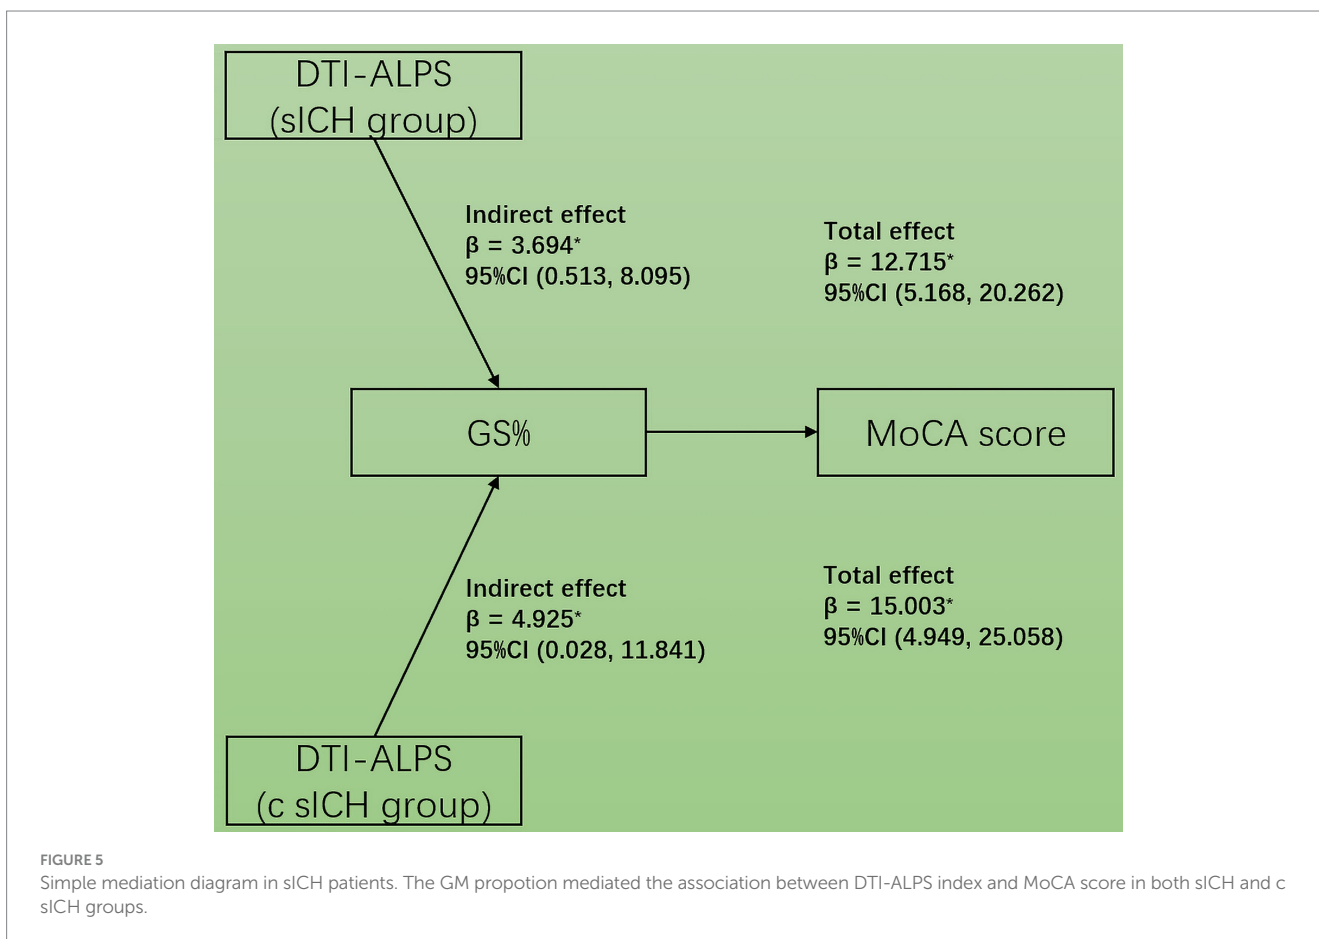 DTI-ALPS
(sICH group)
Indirect effect
β = 3.694*
95%CI (0.513, 8.095)
Total effect
β = 12.715*
95%CI (5.168, 20.262)
GS%
MoCA score
Indirect effect
β = 4.925*
95%CI (0.028, 11.841)
Total effect
β = 15.003*
95%CI (4.949, 25.058)
DTI-ALPS
(c sICH group)
FIGURE 5
Simple mediation diagram in sICH patients. The GM propotion mediated the association between DTI-ALPS index and MoCA score in both sICH and c
sICH groups.